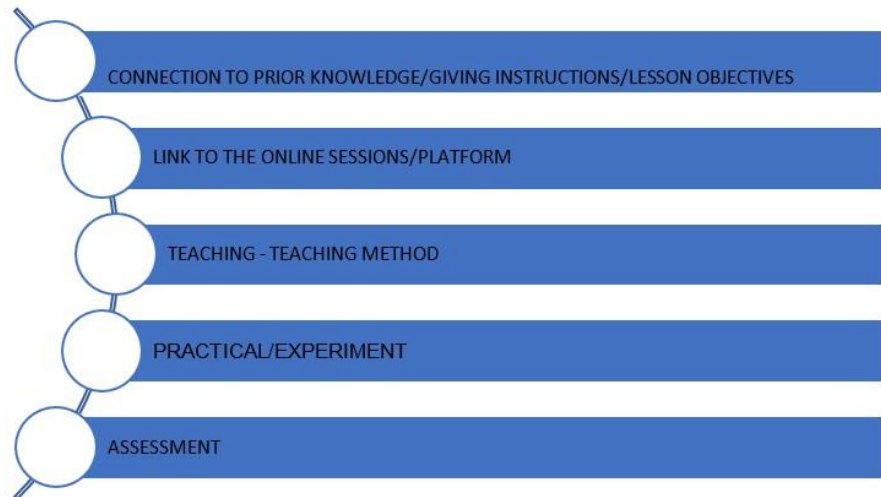 CONNECTION TO PRIOR KNOWLEDGE/GIVING INSTRUCTIONS/LESSON OBJECTIVES
LINK TO THE ONLINE SESSIONS/PLATFORM
TEACHING - TEACHING METHOD
PRACTICAL/EXPERIMENT
ASSESSMENT